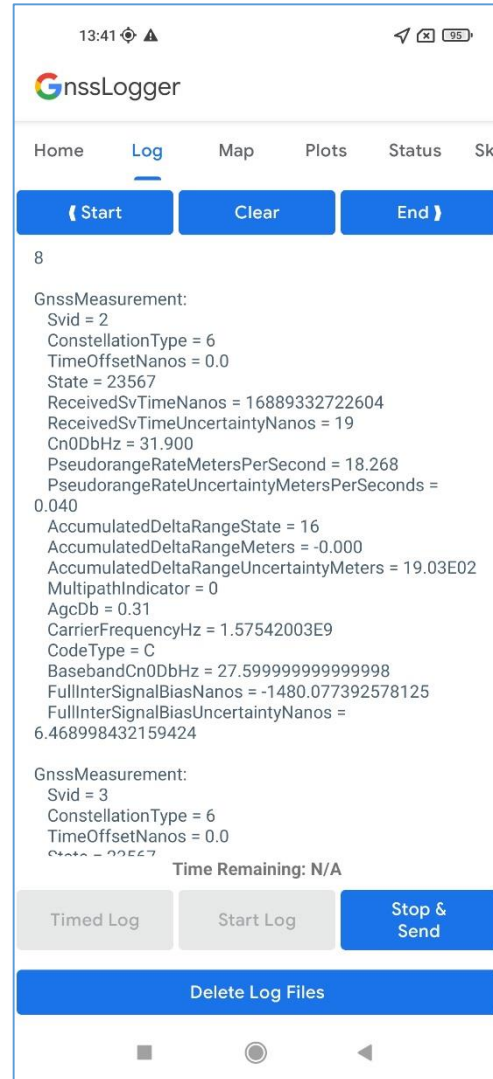 13:41
95
GnssLogger
Home Log Map Plots Status Sk
❪ Start Clear End ❫
8
GnssMeasurement:
Svid = 2
ConstellationType = 6
TimeOffsetNanos = 0.0
State = 23567
ReceivedSvTimeNanos = 16889332722604
ReceivedSvTimeUncertaintyNanos = 19
Cn0DbHz = 31.900
PseudorangeRateMetersPerSecond = 18.268
PseudorangeRateUncertaintyMetersPerSeconds =
0.040
AccumulatedDeltaRangeState = 16
AccumulatedDeltaRangeMeters = -0.000
AccumulatedDeltaRangeUncertaintyMeters = 19.03E02
MultipathIndicator = 0
AgcDb = 0.31
CarrierFrequencyHz = 1.57542003E9
CodeType = C
BasebandCn0DbHz = 27.599999999999998
FullInterSignalBiasNanos = -1480.077392578125
FullInterSignalBiasUncertaintyNanos =
6.468998432159424
GnssMeasurement:
Svid = 3
ConstellationType = 6
TimeOffsetNanos = 0.0
State = 23567
Time Remaining: N/A
Timed Log Start Log Stop &
Send
Delete Log Files